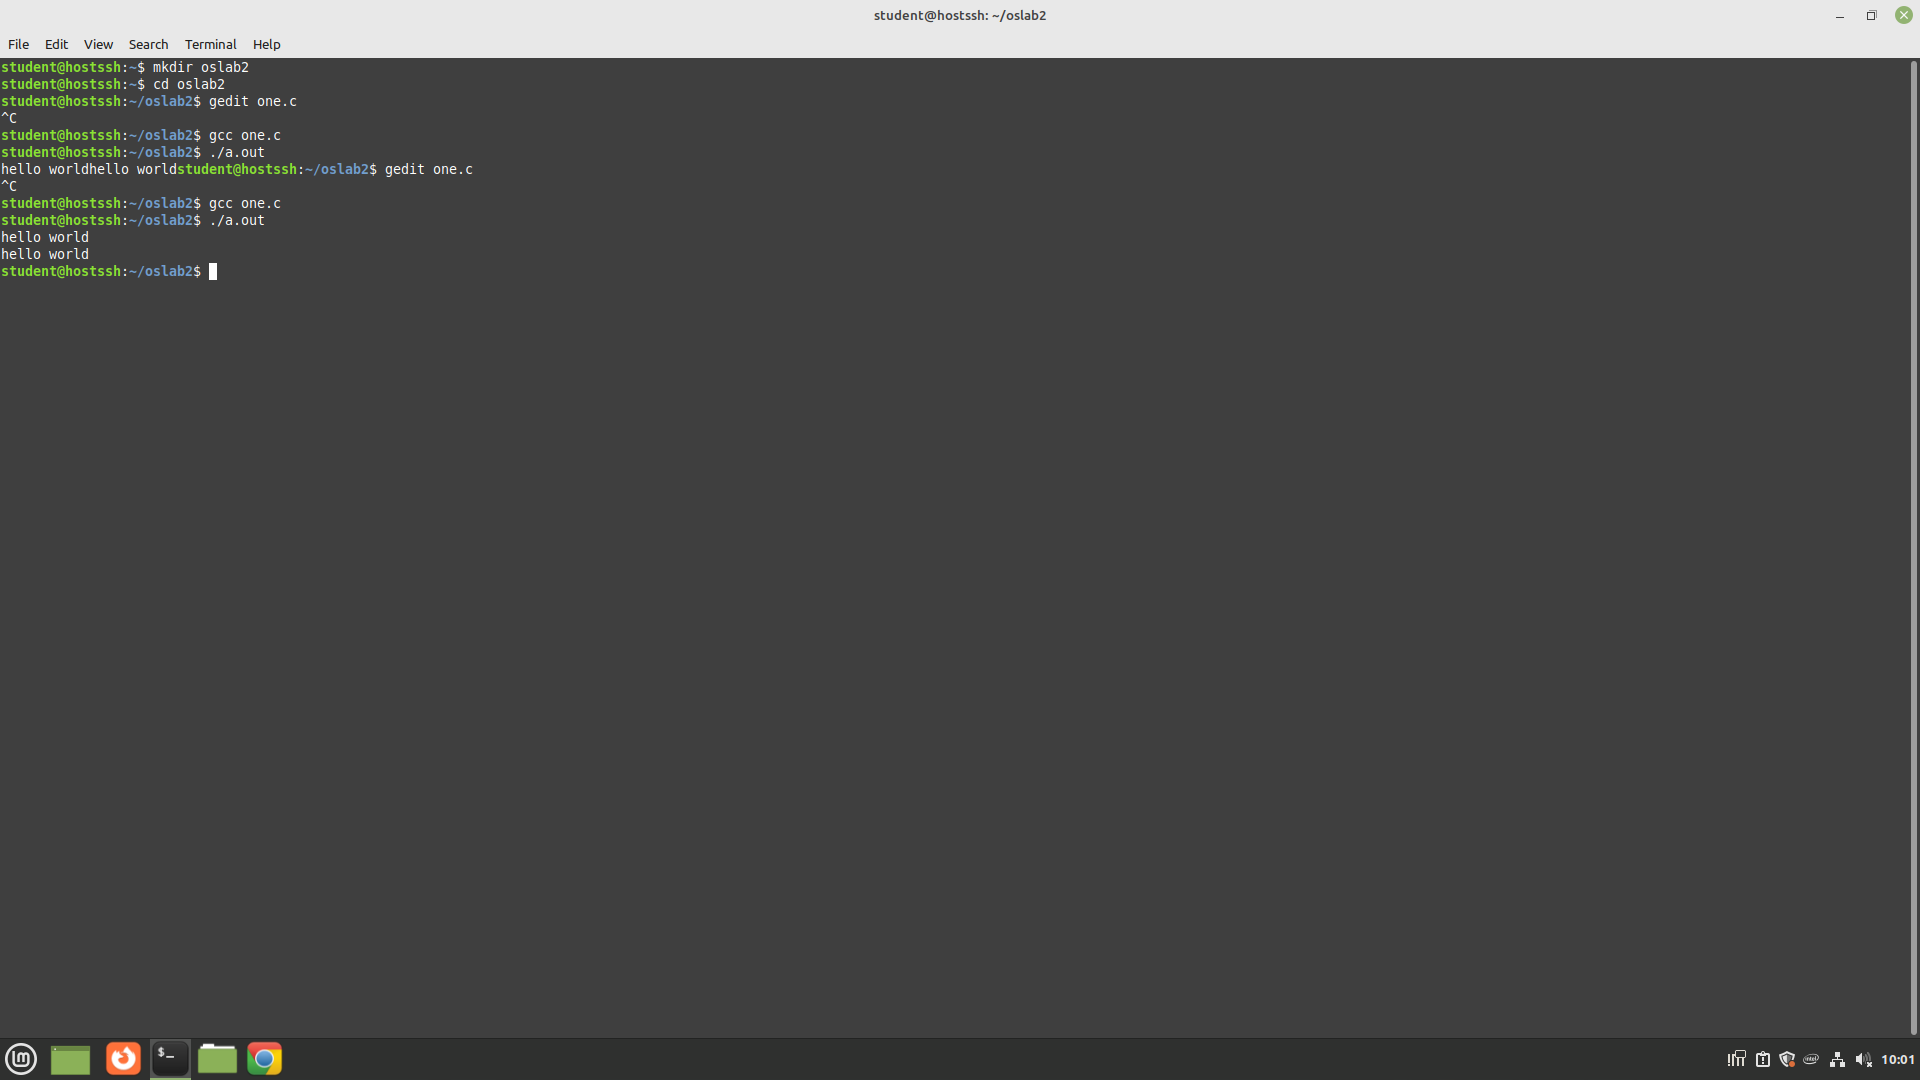 student@hostssh: ~/oslab2
File Edit View Search Terminal Help
student@hostssh:~$ mkdir oslab2
student@hostssh:~$ cd oslab2
student@hostssh:~/oslab2$ gedit one.c
^C
student@hostssh:~/oslab2$ gcc one.c
student@hostssh:~/oslab2$ ./a.out
hello worldhello worldstudent@hostssh:~/oslab2$ gedit one.c
^C
student@hostssh:~/oslab2$ gcc one.c
student@hostssh:~/oslab2$ ./a.out
hello world
hello world
student@hostssh:~/oslab2$
10:01